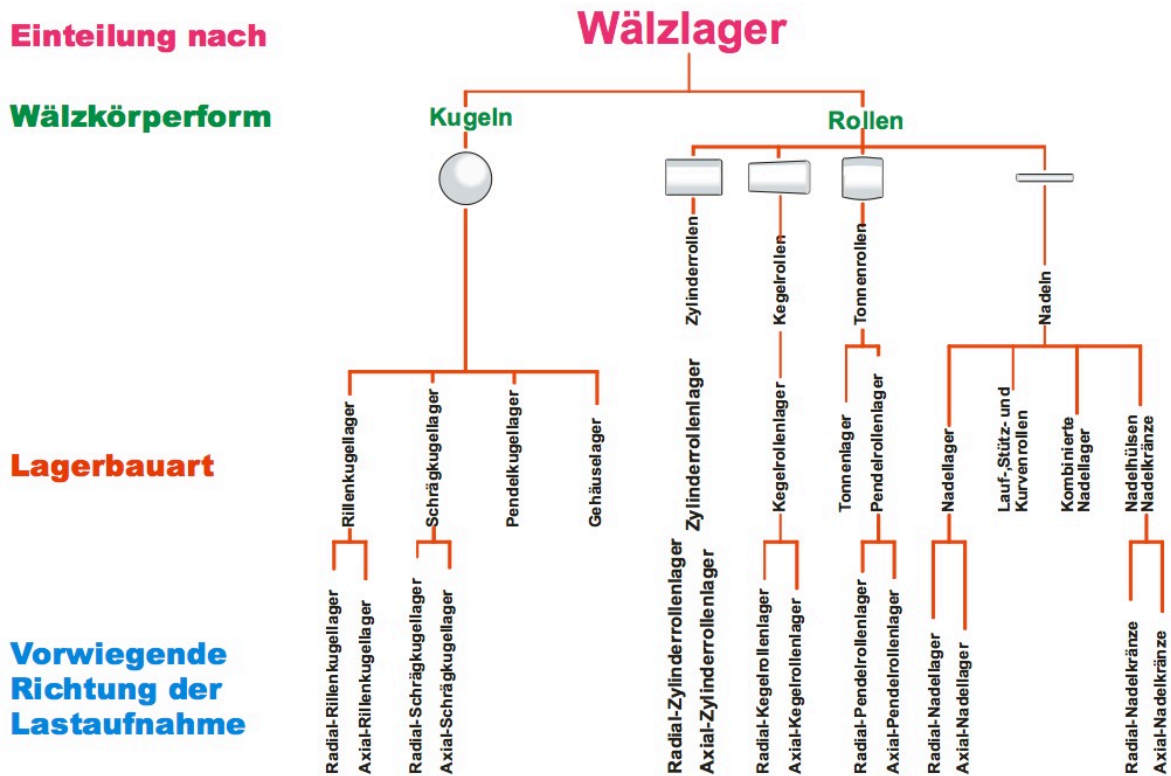 Einteilung nach
Wälzlager
Wälzkörperform
Kugeln
Rollen
Zylinderrollen
Kegelrollen
Tonnenrollen
Nadeln
Lagerbauart
Rillenkugellager
Schrägkugellager
Pendelkugellager
Gehäuselager
Zylinderrollenlager
Kegelrollenlager
Tonnenlager
Pendelrollenlager
Nadellager
Lauf-,Stütz- und
Kurvenrollen
Kombinierte
Nadellager
Nadelhülsen
Nadelkränze
Vorwiegende
Richtung der
Lastaufnahme
Radial-Rillenkugellager
Axial-Rillenkugellager
Radial-Schrägkugellager
Axial-Schrägkugellager
Radial-Zylinderrollenlager
Axial-Zylinderrollenlager
Radial-Kegelrollenlager
Axial-Kegelrollenlager
Radial-Pendelrollenlager
Axial-Pendelrollenlager
Radial-Nadellager
Axial-Nadellager
Radial-Nadelkränze
Axial-Nadelkränze